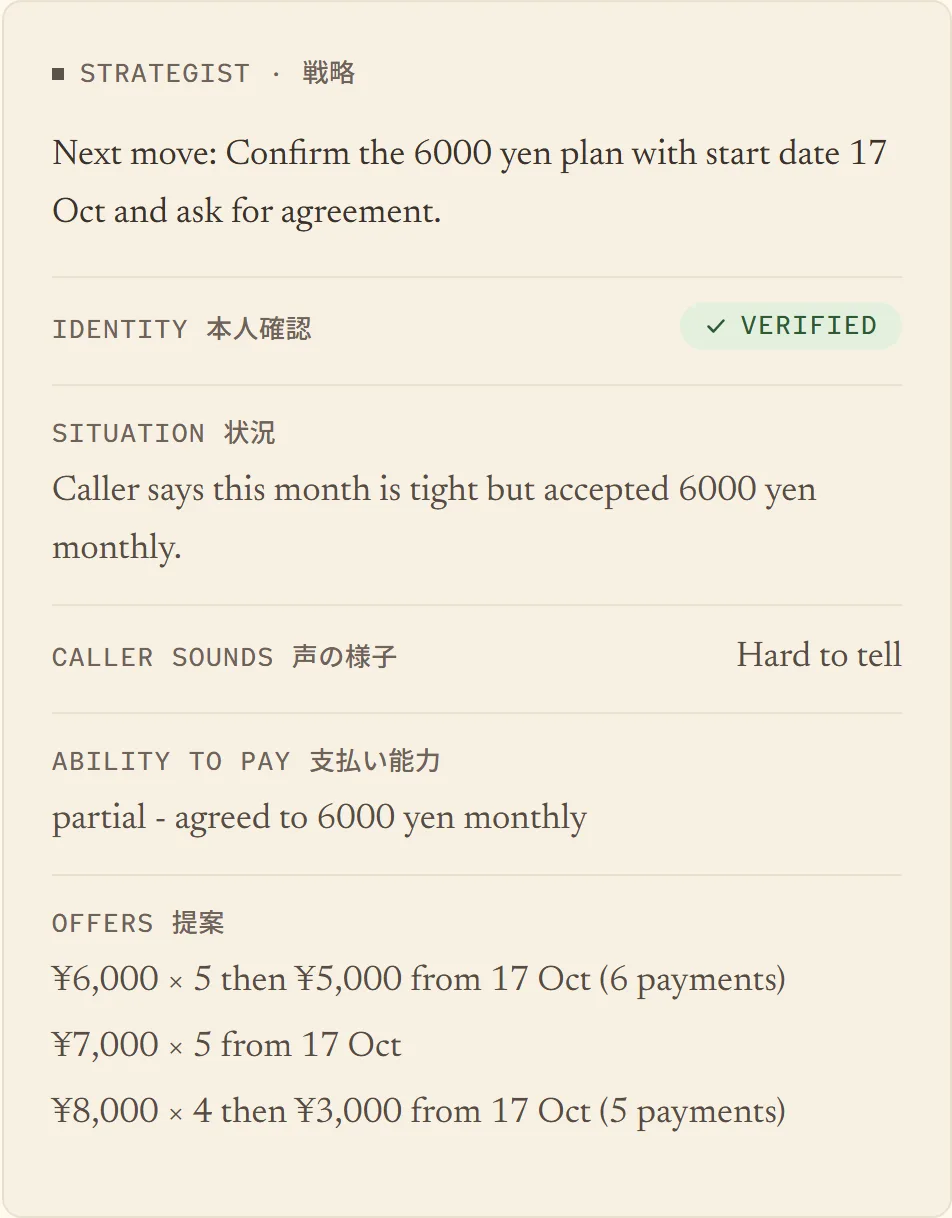 STRATEGIST · 戦略
Next move: Confirm the 6000 yen plan with start date 17
Oct and ask for agreement.
IDENTITY 本人確認
✓ VERIFIED
SITUATION 状況
Caller says this month is tight but accepted 6000 yen
monthly.
CALLER SOUNDS 声の様子
Hard to tell
ABILITY TO PAY 支払い能力
partial - agreed to 6000 yen monthly
OFFERS 提案
¥6,000 × 5 then ¥5,000 from 17 Oct (6 payments)
¥7,000 × 5 from 17 Oct
¥8,000 × 4 then ¥3,000 from 17 Oct (5 payments)